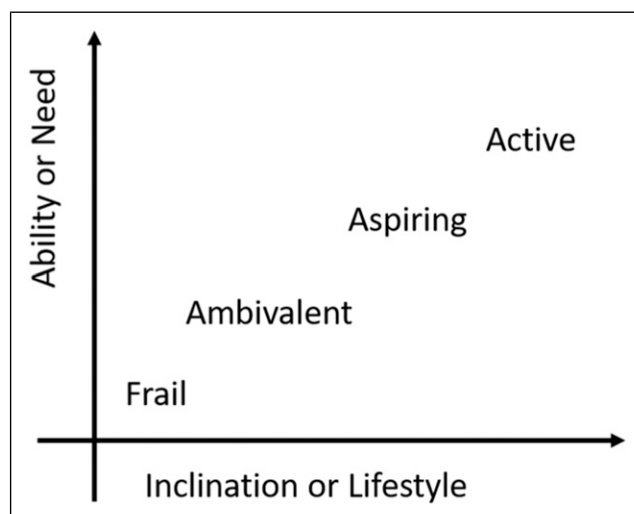 Ability or Need
Active
Aspiring
Ambivalent
Frail
Inclination or Lifestyle